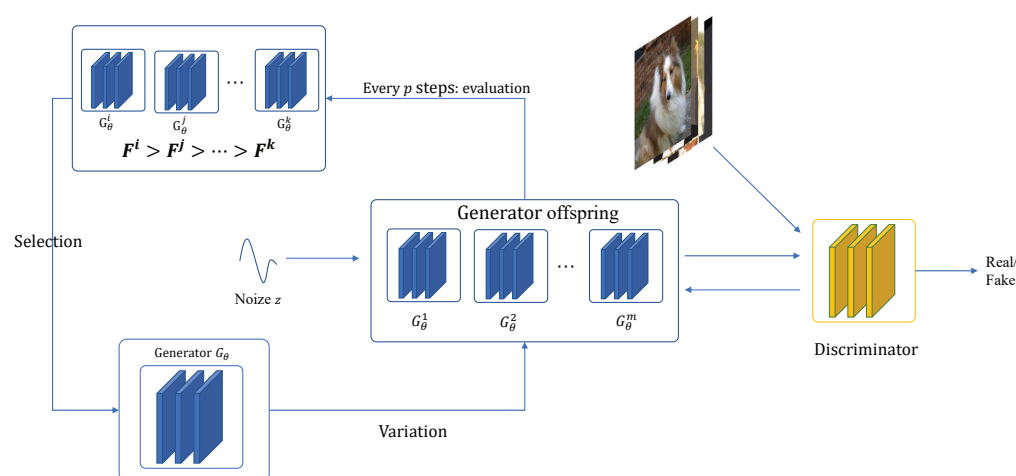 ... 
G_θ^i G_θ^j G_θ^k
F^i > F^j > ⋯ > F^k
Every p steps: evaluation
Selection
Generator offspring
...
G_θ^1 G_θ^2 G_θ^m
Noize z
Real/
Fake
Discriminator
Generator G_θ
Variation